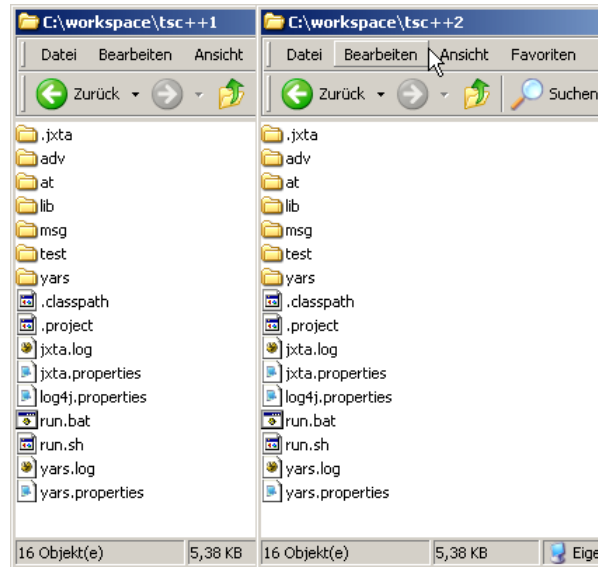 C:\workspace\tsc++1
Datei Bearbeiten Ansicht
Zurück
.jxta
adv
at
lib
msg
test
yars
.classpath
.project
jxta.log
jxta.properties
log4j.properties
run.bat
run.sh
yars.log
yars.properties
16 Objekt(e) 5,38 KB
C:\workspace\tsc++2
Datei Bearbeiten Ansicht Favoriten
Zurück Suchen
.jxta
adv
at
lib
msg
test
yars
.classpath
.project
jxta.log
jxta.properties
log4j.properties
run.bat
run.sh
yars.log
yars.properties
16 Objekt(e) 5,38 KB Eige